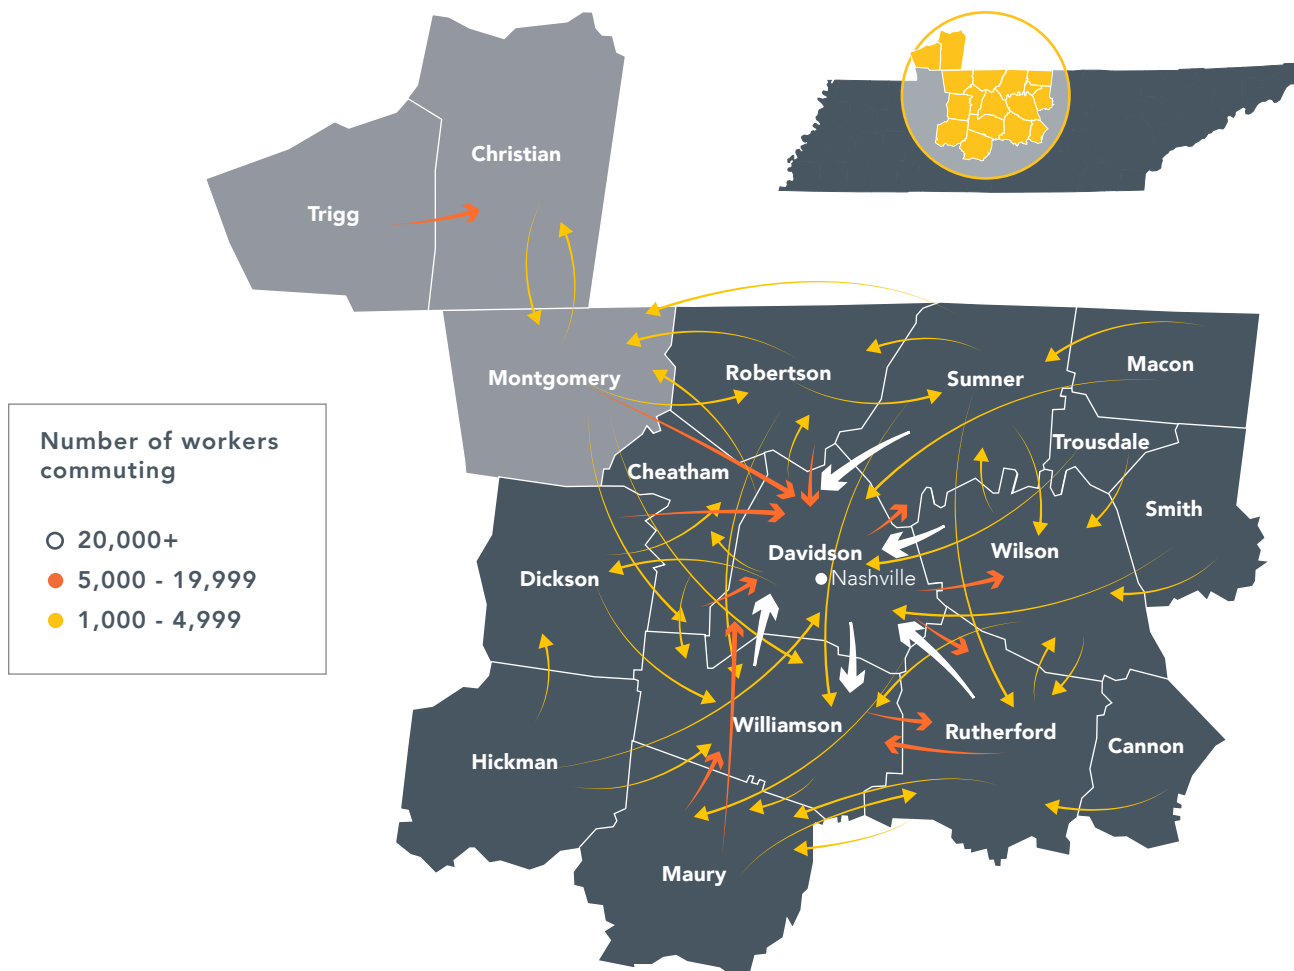 Christian
Trigg
Montgomery
Robertson
Sumner
Macon
Number of workers
commuting
20,000+
5,000 - 19,999
1,000 - 4,999
Cheatham
Trousdale
Smith
Dickson
Davidson
Nashville
Wilson
Hickman
Williamson
Rutherford
Cannon
Maury